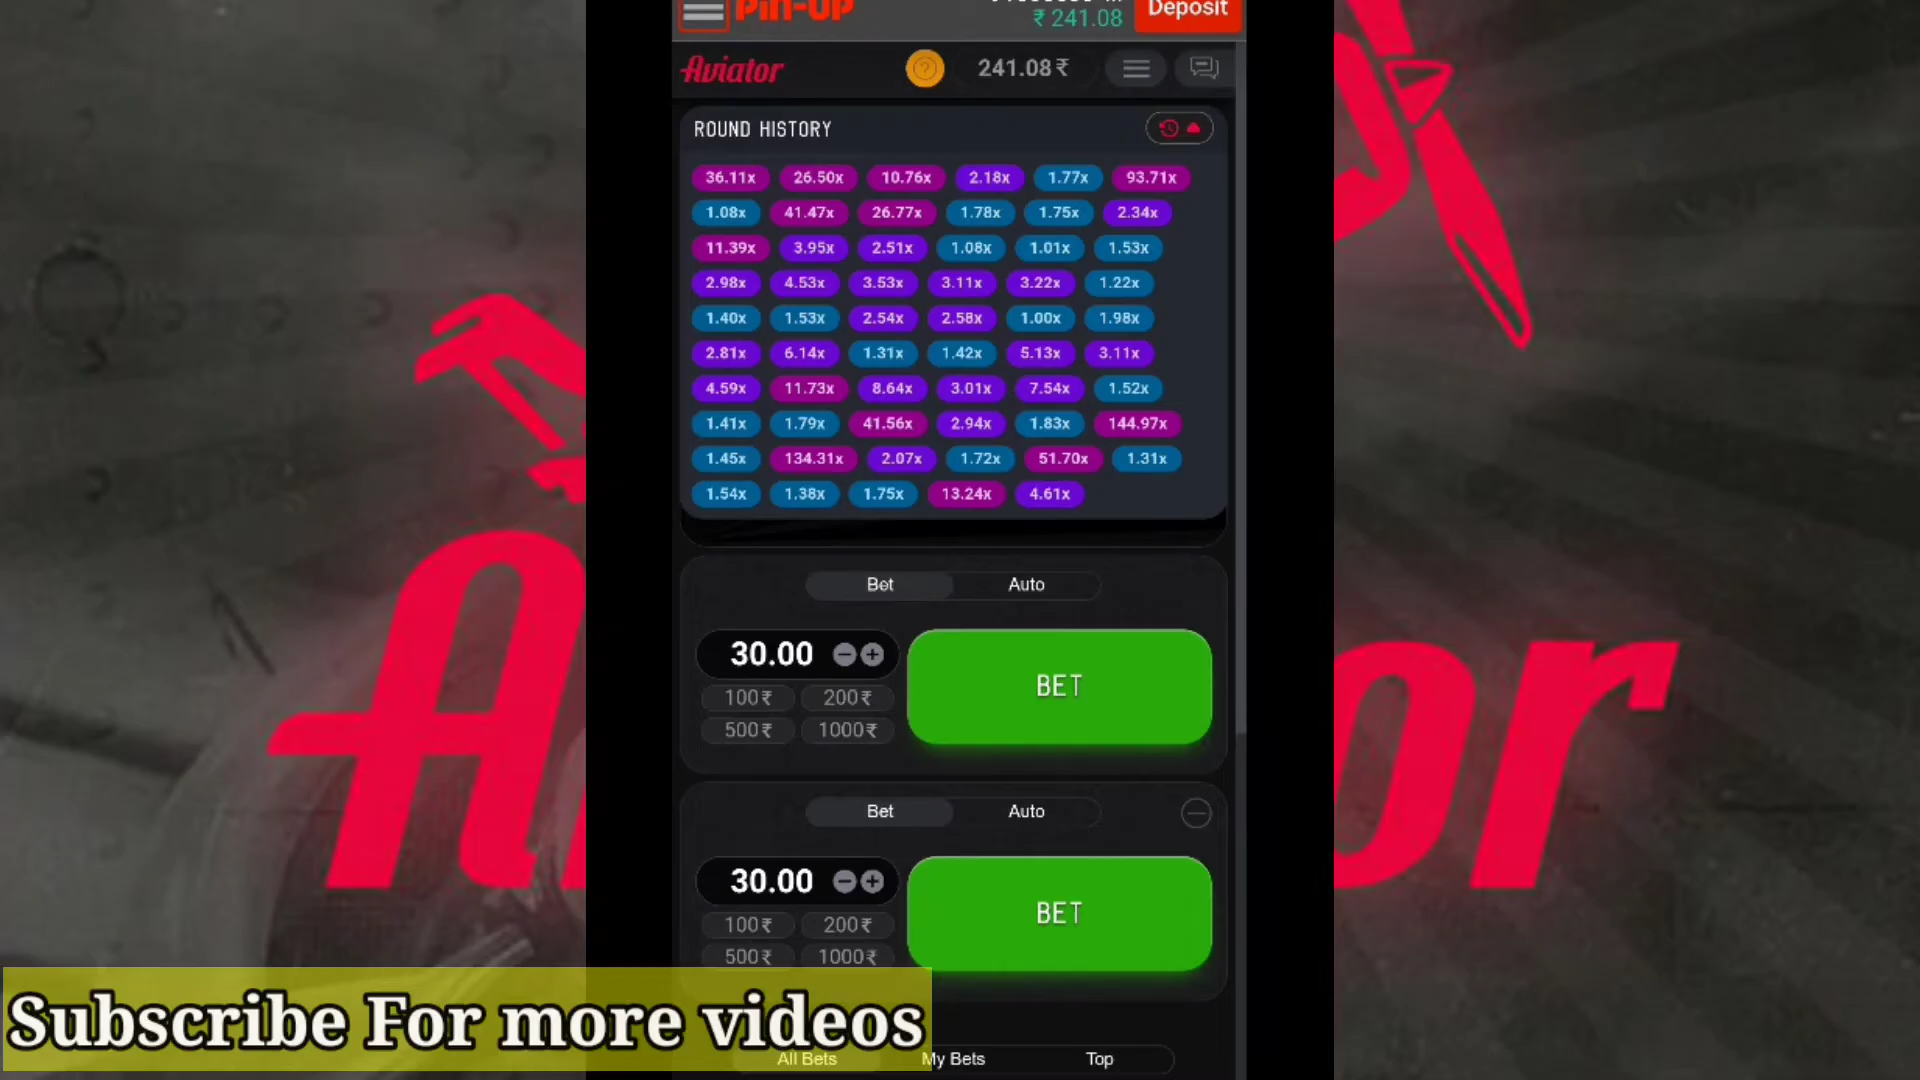 PIN-UP
₹ 241.08
Deposit
Aviator
241.08 ₹
ROUND HISTORY
36.11x 26.50x 10.76x 2.18x 1.77x 93.71x
1.08x 41.47x 26.77x 1.78x 1.75x 2.34x
11.39x 3.95x 2.51x 1.08x 1.01x 1.53x
2.98x 4.53x 3.53x 3.11x 3.22x 1.22x
1.40x 1.53x 2.54x 2.58x 1.00x 1.98x
2.81x 6.14x 1.31x 1.42x 5.13x 3.11x
4.59x 11.73x 8.64x 3.01x 7.54x 1.52x
1.41x 1.79x 41.56x 2.94x 1.83x 144.97x
1.45x 134.31x 2.07x 1.72x 51.70x 1.31x
1.54x 1.38x 1.75x 13.24x 4.61x
Bet Auto
30.00
100₹ 200₹
500₹ 1000₹
BET
Bet Auto
30.00
100₹ 200₹
500₹ 1000₹
BET
Subscribe For more videos
All Bets My Bets Top